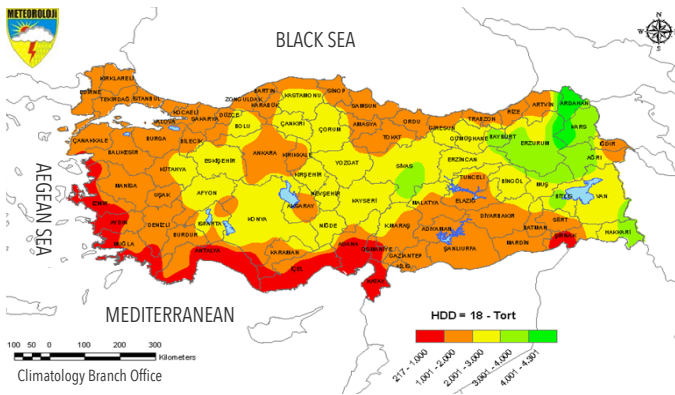 METEOROLOJİ
BLACK SEA
N
W E
S
KIRKLARELİ
EDİRNE
TEKİRDAĞ
İSTANBUL
KOCAELİ
YALOVA
SAKARYA
DÜZCE
ZONGULDAK
BARTIN
KARABÜK
KASTAMONU
SİNOP
SAMSUN
ORDU
GİRESUN
TRABZON
RİZE
ARTVİN
ARDAHAN
KARS
IĞDIR
AĞRI
ÇANAKKALE
BALIKESİR
BURSA
BİLECİK
BOLU
ÇANKIRI
ÇORUM
AMASYA
TOKAT
GÜMÜŞHANE
BAYBURT
ERZURUM
ERZİNCAN
KÜTAHYA
ESKİŞEHİR
ANKARA
KIRIKKALE
YOZGAT
SİVAS
TUNCELİ
BİNGÖL
MUŞ
BİTLİS
VAN
MANİSA
UŞAK
AFYON
KIRŞEHİR
NEVŞEHİR
KAYSERİ
MALATYA
ELAZIĞ
İZMİR
AYDIN
DENİZLİ
BURDUR
ISPARTA
KONYA
AKSARAY
NİĞDE
K.MARAŞ
ADIYAMAN
DİYARBAKIR
BATMAN
SİİRT
ŞIRNAK
HAKKARİ
MUĞLA
ANTALYA
KARAMAN
İÇEL
ADANA
OSMANİYE
GAZİANTEP
KİLİS
HATAY
ŞANLIURFA
MARDİN
AEGEAN SEA
MEDITERRANEAN
100 50 0 100 200 300
Kilometers
Climatology Branch Office
HDD = 18 - Tort
217 - 1,000
1,001 - 2,000
2,001 - 3,000
3,001 - 4,000
4,001 - 4,301